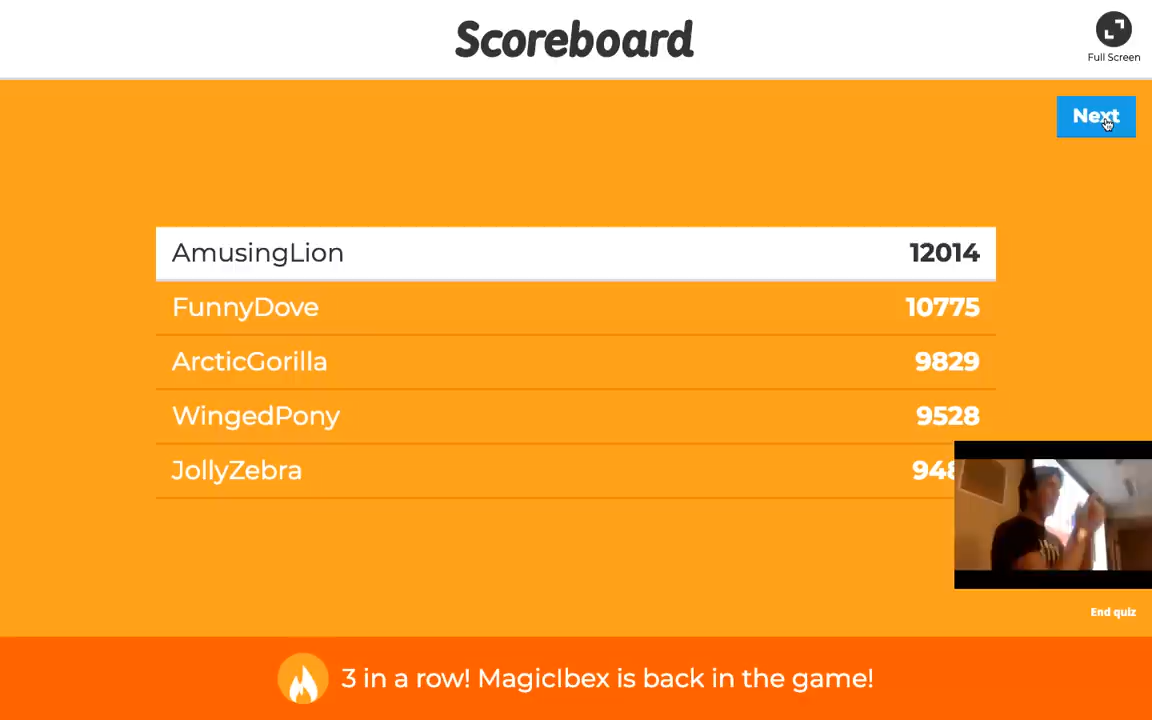 Scoreboard
Full Screen
Next
AmusingLion 12014
FunnyDove 10775
ArcticGorilla 9829
WingedPony 9528
JollyZebra
End quiz
3 in a row! MagicIbex is back in the game!